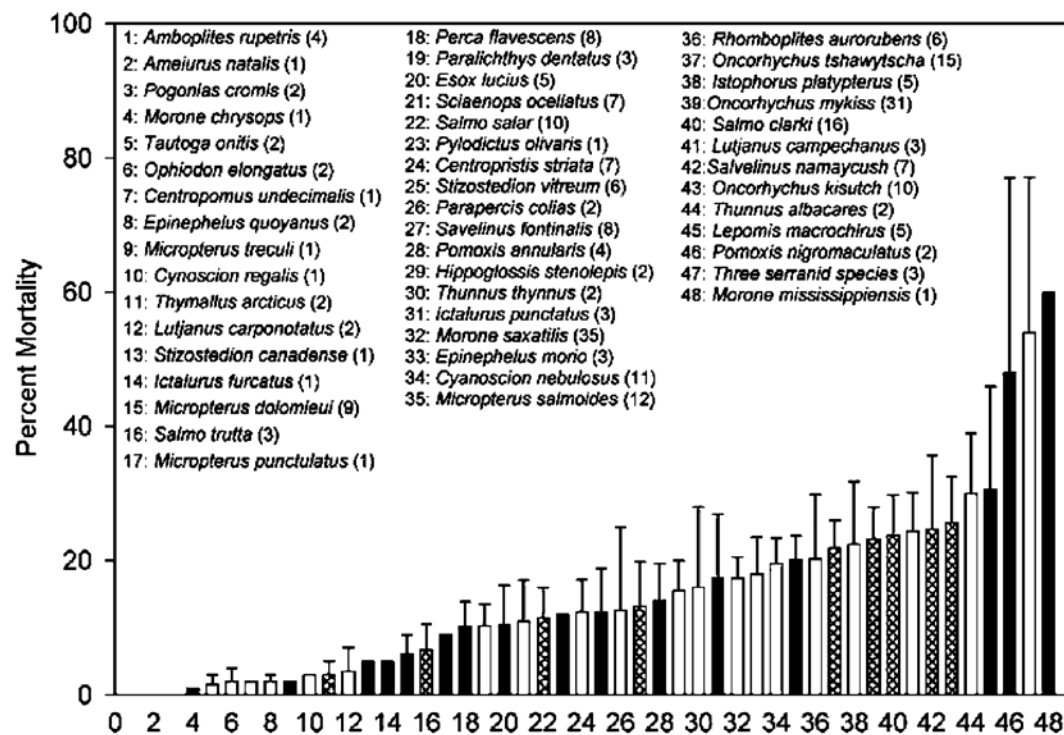 100
80
60
40
20
0
Percent Mortality
1: Amboplites rupetris (4)
2: Ameiurus natalis (1)
3: Pogonias cromis (2)
4: Morone chrysops (1)
5: Tautoga onitis (2)
6: Ophiodon elongatus (2)
7: Centropomus undecimalis (1)
8: Epinephelus quoyanus (2)
9: Micropterus treculi (1)
10: Cynoscion regalis (1)
11: Thymallus arcticus (2)
12: Lutjanus carponotatus (2)
13: Stizostedion canadense (1)
14: Ictalurus furcatus (1)
15: Micropterus dolomieui (9)
16: Salmo trutta (3)
17: Micropterus punctulatus (1)
18: Perca flavescens (8)
19: Paralichthys dentatus (3)
20: Esox lucius (5)
21: Sciaenops ocellatus (7)
22: Salmo salar (10)
23: Pylodictus olivaris (1)
24: Centropristis striata (7)
25: Stizostedion vitreum (6)
26: Parapercis colias (2)
27: Savelinus fontinalis (8)
28: Pomoxis annularis (4)
29: Hippoglossis stenolepis (2)
30: Thunnus thynnus (2)
31: Ictalurus punctatus (3)
32: Morone saxatilis (35)
33: Epinephelus morio (3)
34: Cyanoscion nebulosus (11)
35: Micropterus salmoides (12)
36: Rhomboplites aurorubens (6)
37: Oncorhychus tshawytscha (15)
38: Istophorus platypterus (5)
39: Oncorhychus mykiss (31)
40: Salmo clarki (16)
41: Lutjanus campechanus (3)
42: Salvelinus namaycush (7)
43: Oncorhychus kisutch (10)
44: Thunnus albacares (2)
45: Lepomis macrochirus (5)
46: Pomoxis nigromaculatus (2)
47: Three serranid species (3)
48: Morone mississippiensis (1)
0 2 4 6 8 10 12 14 16 18 20 22 24 26 28 30 32 34 36 38 40 42 44 46 48